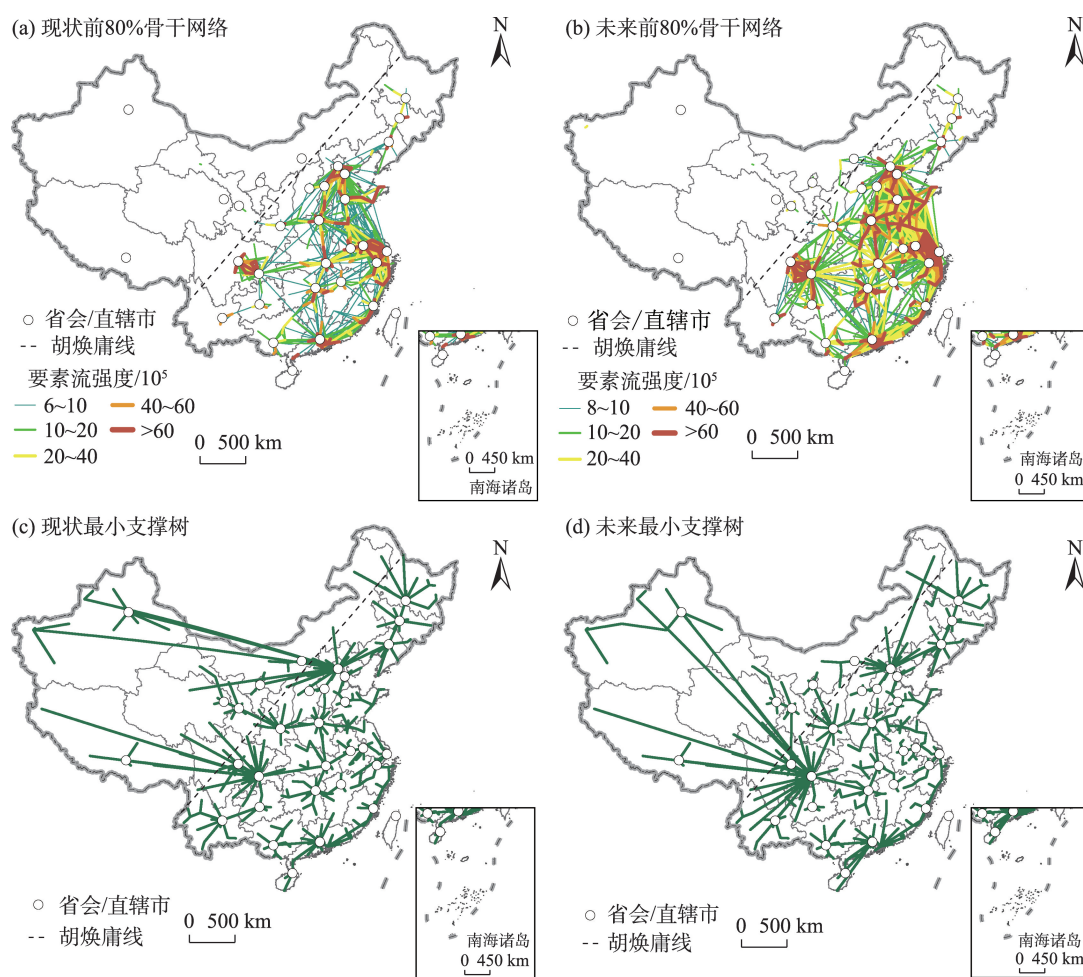 (a) 现状前80%骨干网络
N
省会/直辖市
胡焕庸线
要素流强度/10⁵
6~10
40~60
10~20
>60
20~40
0 500 km
0 450 km
南海诸岛
(b) 未来前80%骨干网络
N
省会/直辖市
胡焕庸线
要素流强度/10⁵
8~10
40~60
10~20
>60
20~40
0 500 km
南海诸岛
0 450 km
(c) 现状最小支撑树
N
省会/直辖市
胡焕庸线
0 500 km
南海诸岛
0 450 km
(d) 未来最小支撑树
N
省会/直辖市
胡焕庸线
0 500 km
南海诸岛
0 450 km